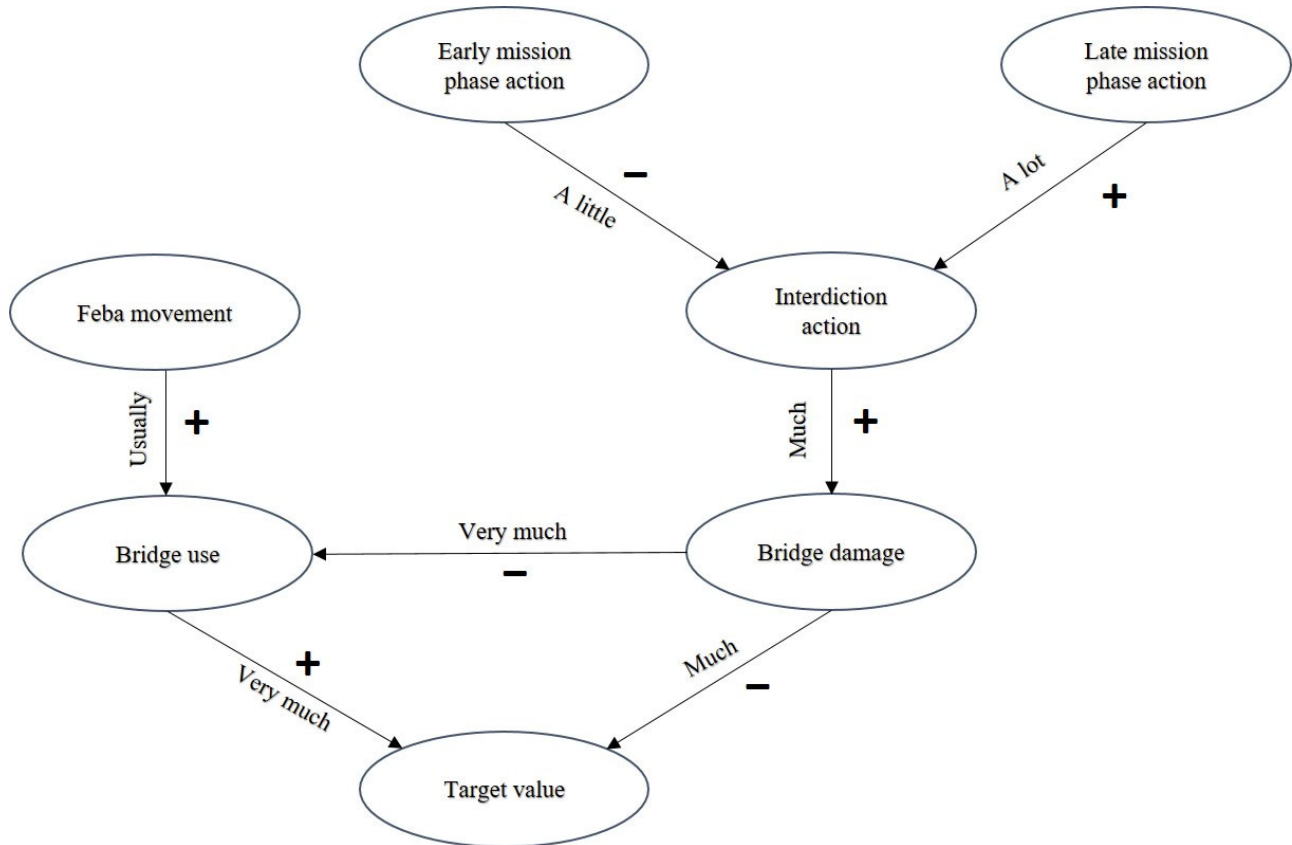 Early mission
phase action
Late mission
phase action
−
A little
A lot
+
Feba movement
Interdiction
action
Usually
+
Much
+
Very much
−
Bridge use
Bridge damage
+
Very much
Much
−
Target value